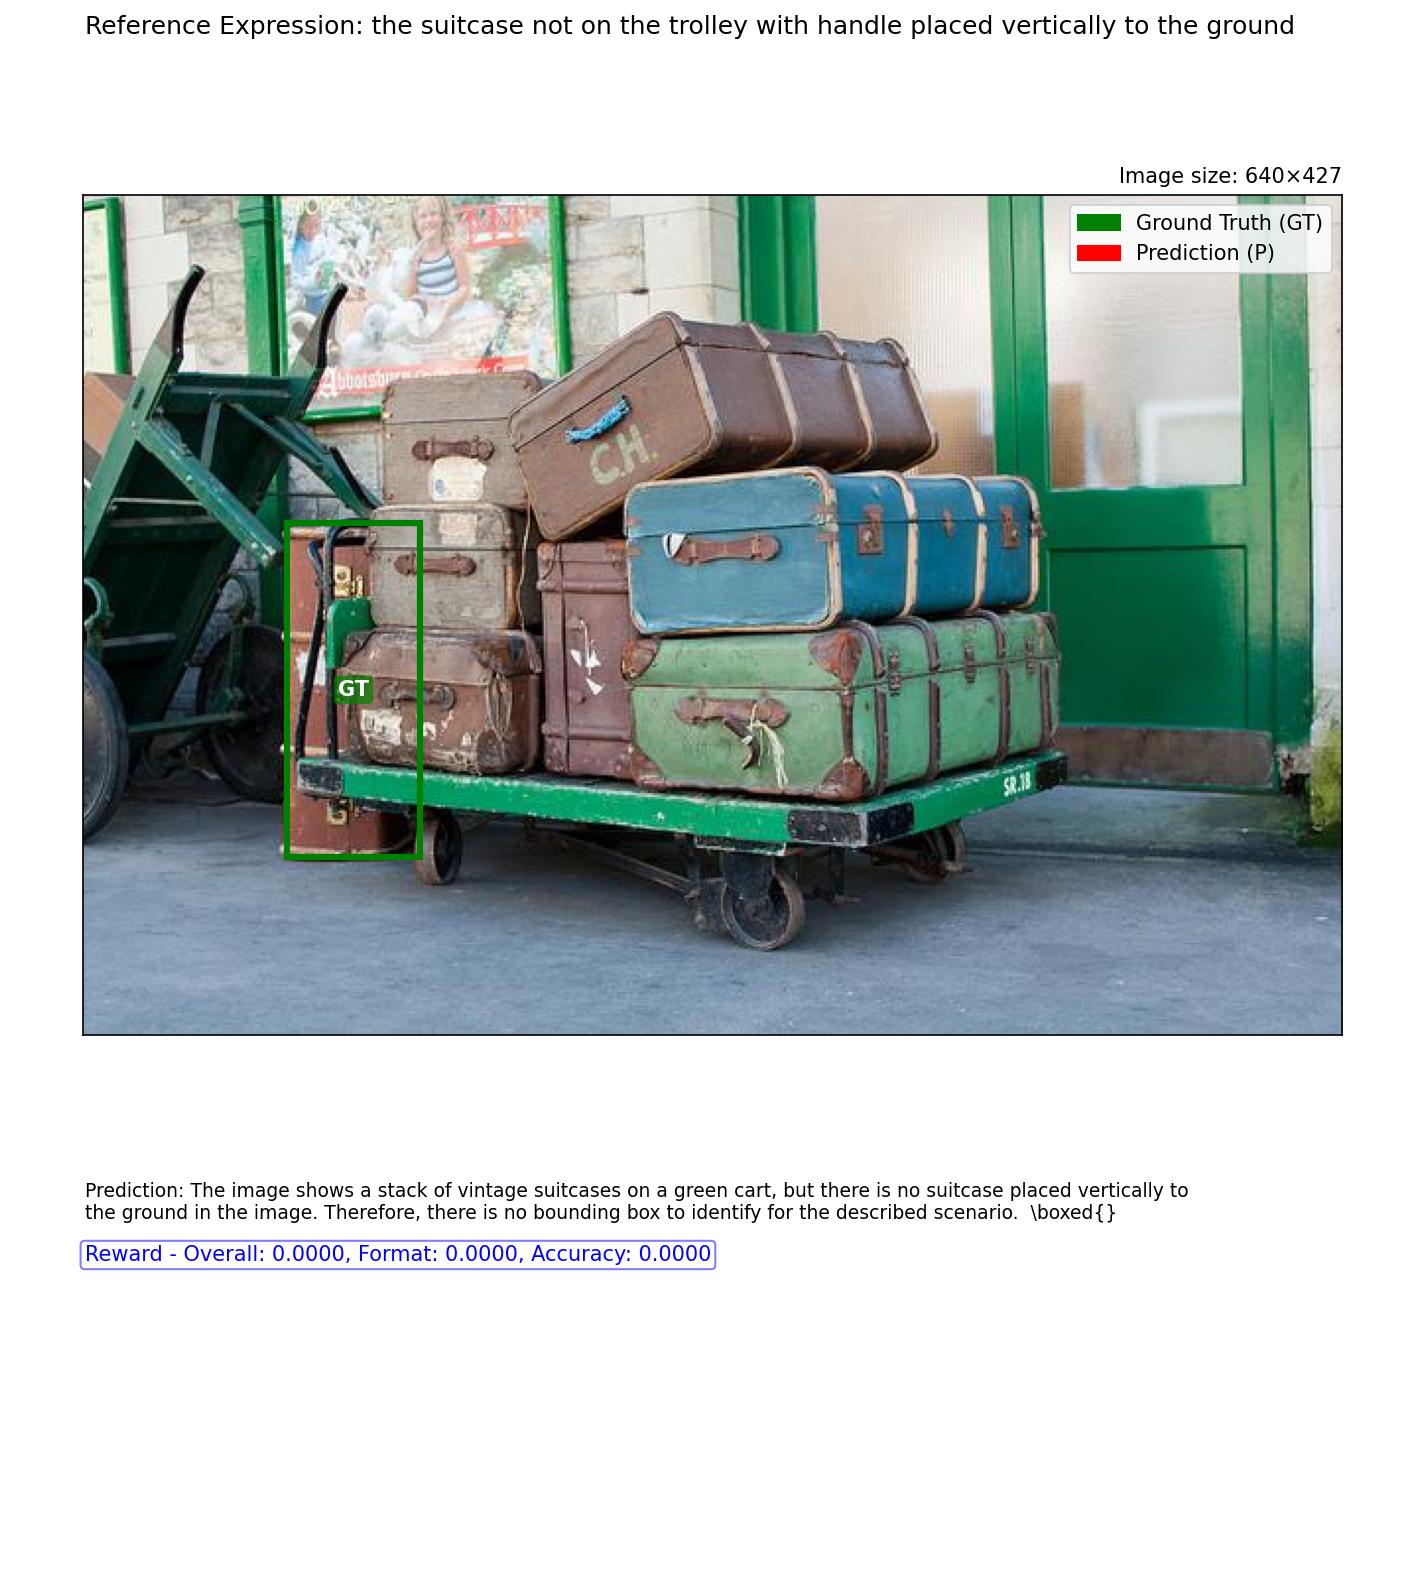 Reference Expression: the suitcase not on the trolley with handle placed vertically to the ground
Image size: 640×427
Ground Truth (GT)
Prediction (P)
Abbotsbury
C.H.
GT
SR.18
Prediction: The image shows a stack of vintage suitcases on a green cart, but there is no suitcase placed vertically to
the ground in the image. Therefore, there is no bounding box to identify for the described scenario.  \boxed{}
Reward - Overall: 0.0000, Format: 0.0000, Accuracy: 0.0000